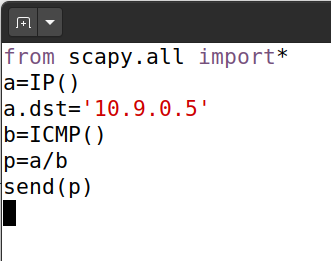 from scapy.all import*
a=IP()
a.dst='10.9.0.5'
b=ICMP()
p=a/b
send(p)